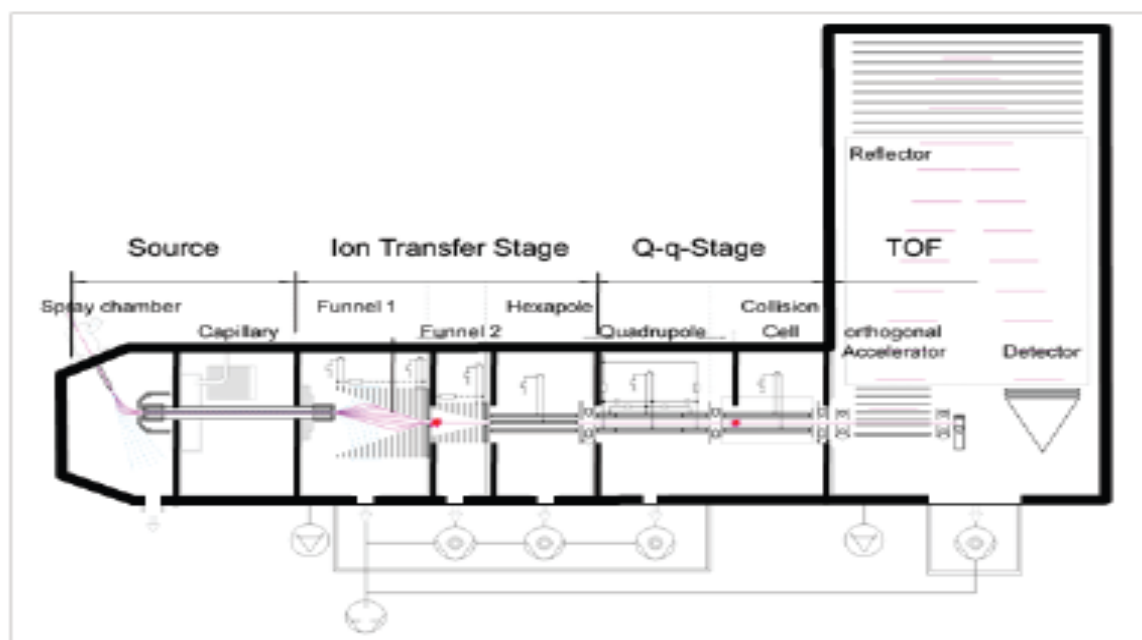 Reflector
Source
Ion Transfer Stage
Q-q-Stage
TOF
Spray chamber
Funnel 1
Hexapole
Collision
Capillary
Funnel 2
Quadrupole
Cell
orthogonal
Accelerator
Detector